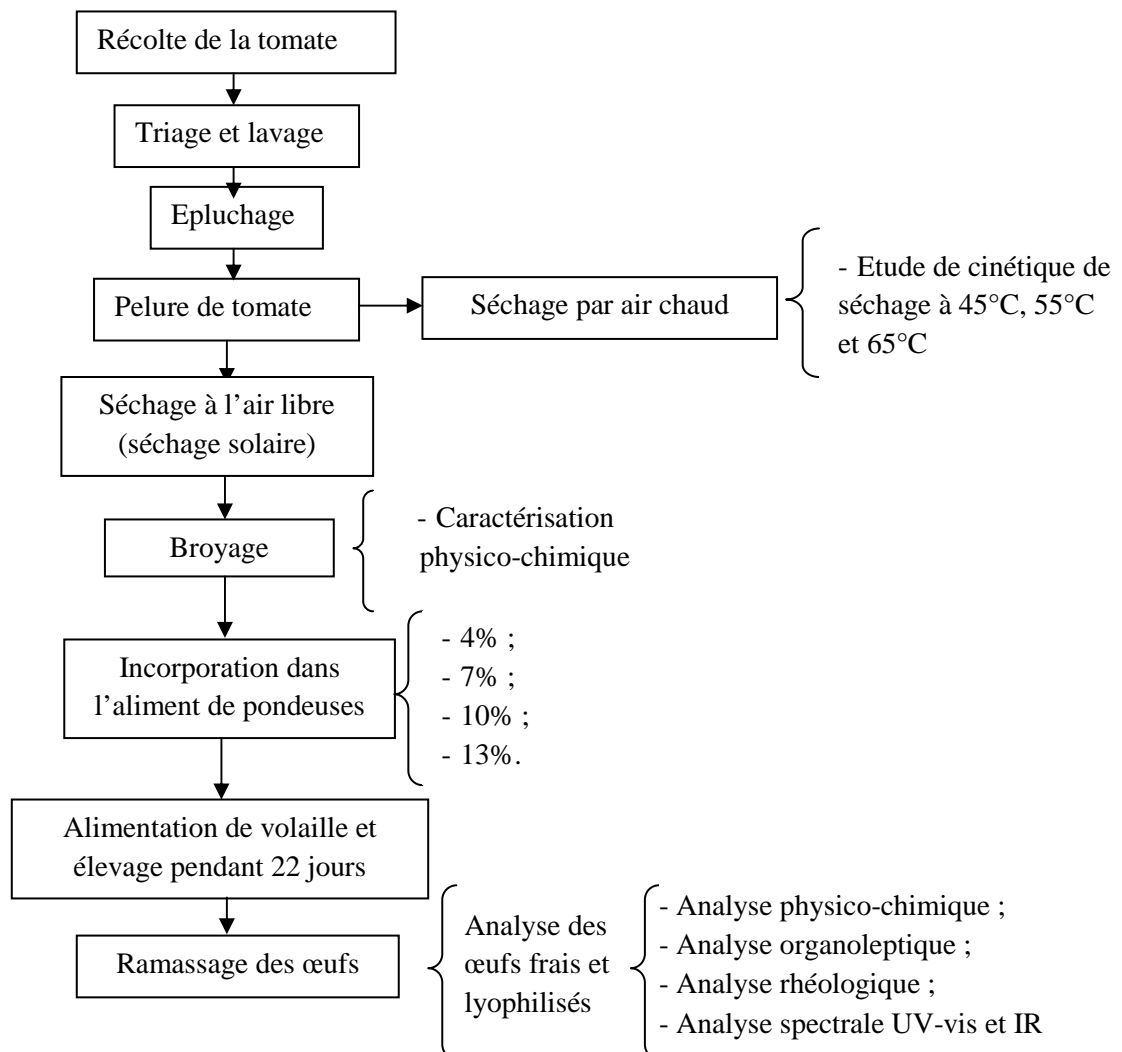 Récolte de la tomate
Triage et lavage
Epluchage
Pelure de tomate
Séchage par air chaud
- Etude de cinétique de
séchage à 45°C, 55°C
et 65°C
Séchage à l’air libre
(séchage solaire)
Broyage
- Caractérisation
physico-chimique
Incorporation dans
l’aliment de pondeuses
- 4% ;
- 7% ;
- 10% ;
- 13%.
Alimentation de volaille et
élevage pendant 22 jours
Ramassage des œufs
Analyse des
œufs frais et
lyophilisés
- Analyse physico-chimique ;
- Analyse organoleptique ;
- Analyse rhéologique ;
- Analyse spectrale UV-vis et IR